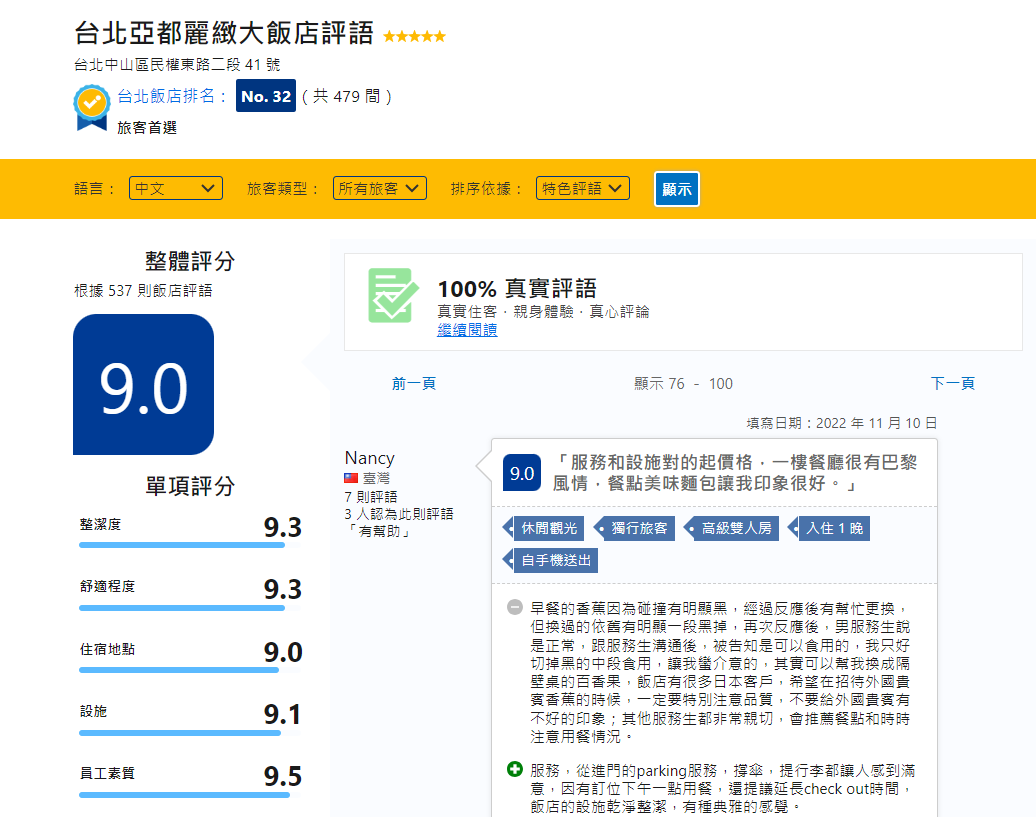 台北亞都麗緻大飯店評語
台北中山區民權東路二段 41 號
台北飯店排名： No. 32 ( 共 479 間 )
旅客首選
語言： 中文 旅客類型： 所有旅客 排序依據： 特色評語 顯示
整體評分
根據 537 則飯店評語
9.0
單項評分
整潔度 9.3
舒適程度 9.3
住宿地點 9.0
設施 9.1
員工素質 9.5
100% 真實評語
真實住客．親身體驗．真心評論
繼續閱讀
前一頁 顯示 76 - 100 下一頁
填寫日期：2022 年 11 月 10 日
Nancy
臺灣
7 則評語
3 人認為此則評語
「有幫助」
9.0
「服務和設施對的起價格，一樓餐廳很有巴黎
風情，餐點美味麵包讓我印象很好。」
休閒觀光 獨行旅客 高級雙人房 入住 1 晚
自手機送出
早餐的香蕉因為碰撞有明顯黑，經過反應後有幫忙更換，
但換過的依舊有明顯一段黑掉，再次反應後，男服務生說
是正常，跟服務生溝通後，被告知是可以食用的，我只好
切掉黑的中段食用，讓我蠻介意的，其實可以幫我換成隔
壁桌的百香果，飯店有很多日本客戶，希望在招待外國貴
賓香蕉的時候，一定要特別注意品質，不要給外國貴賓有
不好的印象；其他服務生都非常親切，會推薦餐點和時時
注意用餐情況。
服務，從進門的parking服務，撐傘，提行李都讓人感到滿
意，因有訂位下午一點用餐，還提議延長check out時間，
飯店的設施乾淨整潔，有種典雅的感覺。